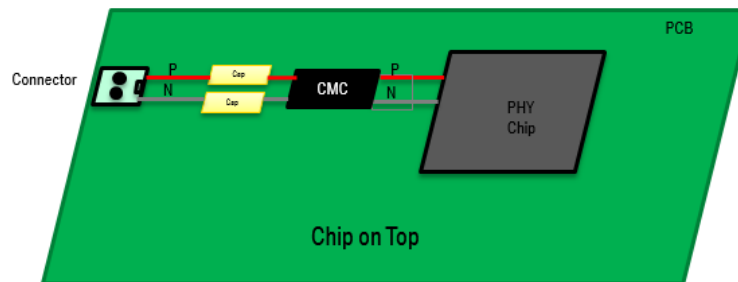 PCB
Connector
P
N
Cap
Cap
CMC
P
N
PHY
Chip
Chip on Top